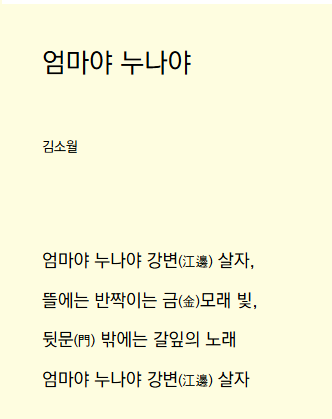 엄마야 누나야
김소월
엄마야 누나야 강변(江邊) 살자,
뜰에는 반짝이는 금(金)모래 빛,
뒷문(門) 밖에는 갈잎의 노래
엄마야 누나야 강변(江邊) 살자